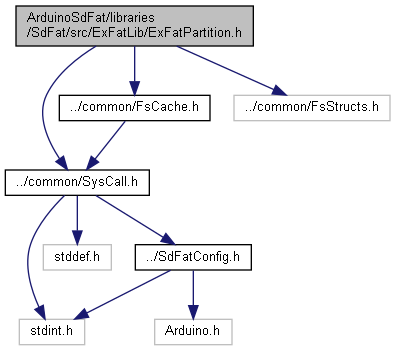 ArduinoSdFat/libraries
/SdFat/src/ExFatLib/ExFatPartition.h
../common/FsCache.h
../common/FsStructs.h
../common/SysCall.h
stddef.h
../SdFatConfig.h
stdint.h
Arduino.h